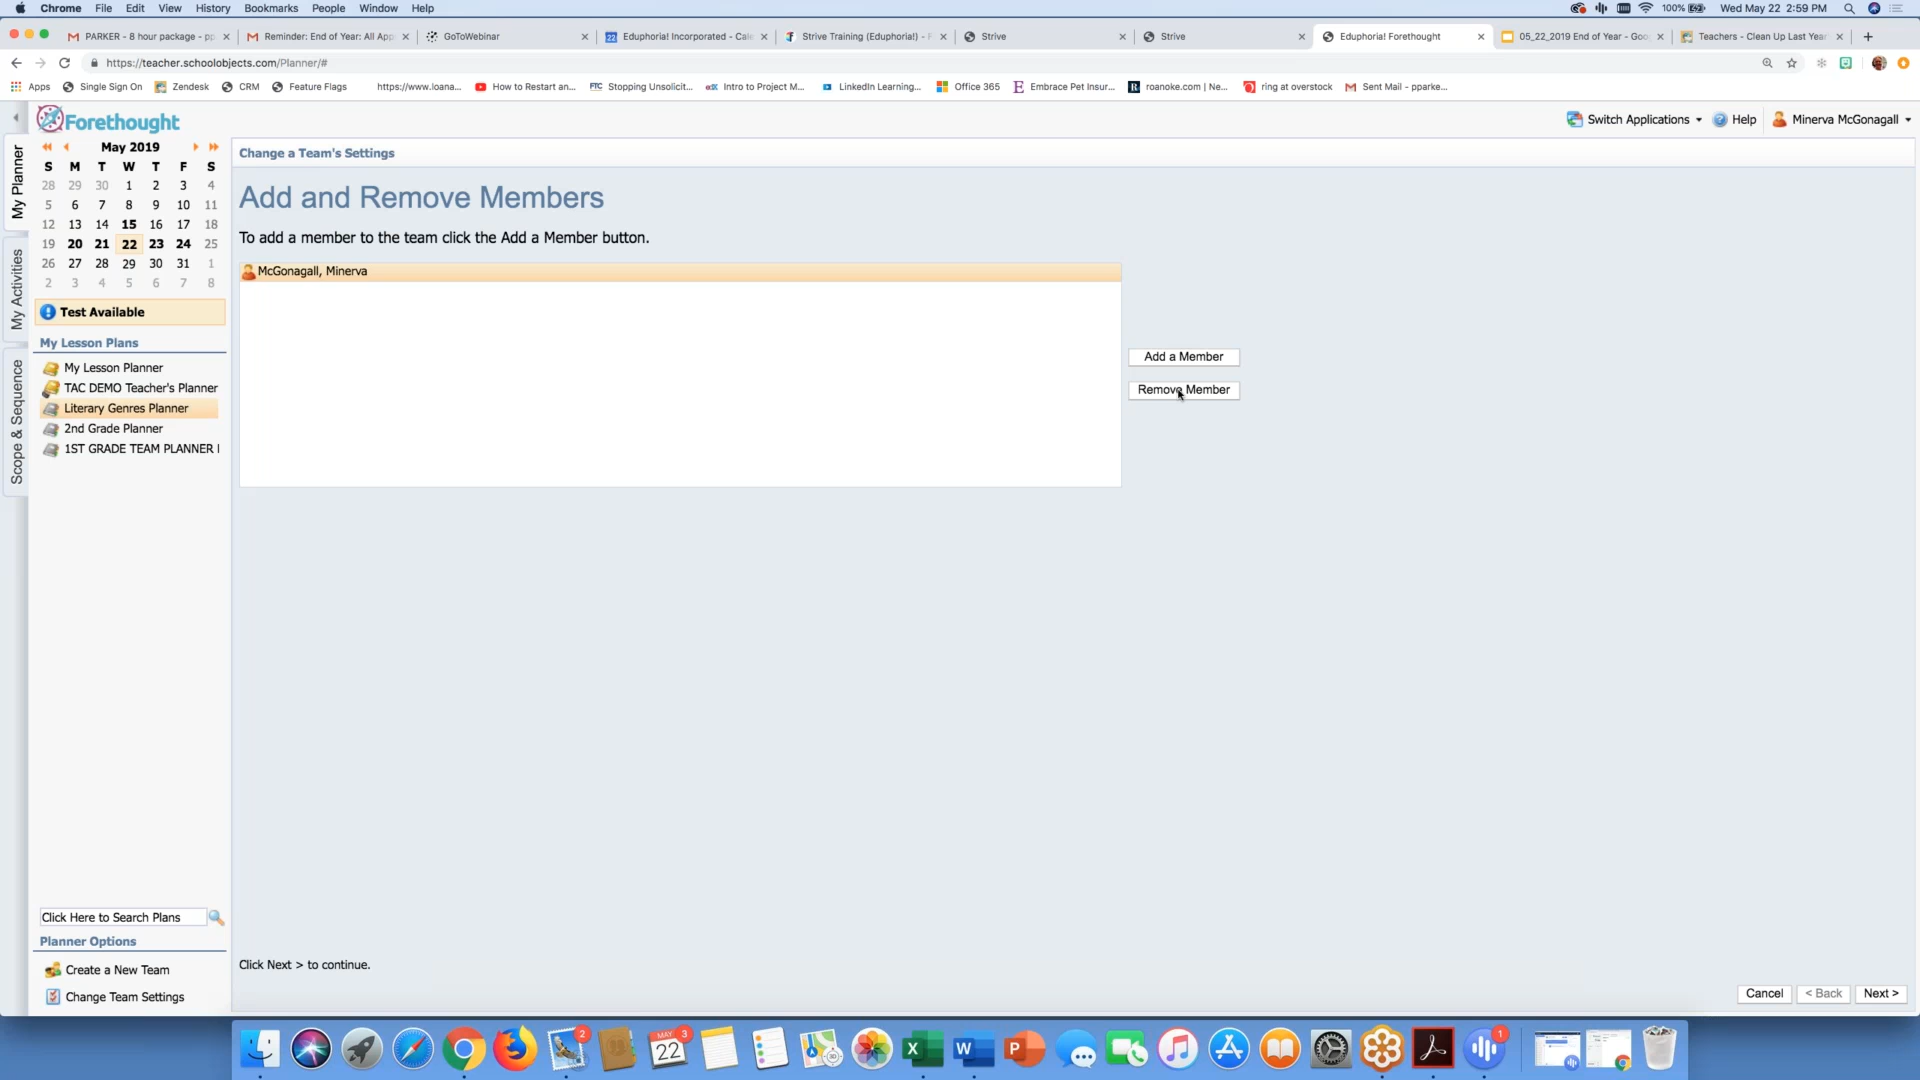 Chrome File Edit View History Bookmarks People Window Help
100% Wed May 22 2:59 PM
PARKER - 8 hour package - pp
Reminder: End of Year: All App
GoToWebinar
22 Eduphoria! Incorporated - Cale
Strive Training (Eduphoria!) - F
Strive
Strive
Eduphoria! Forethought
05_22_2019 End of Year - Goo
Teachers - Clean Up Last Year
https://teacher.schoolobjects.com/Planner/#
Apps
Single Sign On
Zendesk
CRM
Feature Flags
https://www.loana...
How to Restart an...
FTC Stopping Unsolicit...
edX Intro to Project M...
LinkedIn Learning...
Office 365
E Embrace Pet Insur...
R roanoke.com | Ne...
ring at overstock
Sent Mail - pparke...
Forethought
Switch Applications
Help
Minerva McGonagall
My Planner
My Activities
Scope & Sequence
May 2019
S M T W T F S
28 29 30 1 2 3 4
5 6 7 8 9 10 11
12 13 14 15 16 17 18
19 20 21 22 23 24 25
26 27 28 29 30 31 1
2 3 4 5 6 7 8
Test Available
My Lesson Plans
My Lesson Planner
TAC DEMO Teacher's Planner
Literary Genres Planner
2nd Grade Planner
1ST GRADE TEAM PLANNER
Click Here to Search Plans
Planner Options
Create a New Team
Change Team Settings
Change a Team's Settings
Add and Remove Members
To add a member to the team click the Add a Member button.
McGonagall, Minerva
Add a Member
Remove Member
Click Next > to continue.
Cancel
< Back
Next >
2
MAY 3
22
3D
X
W
P
1